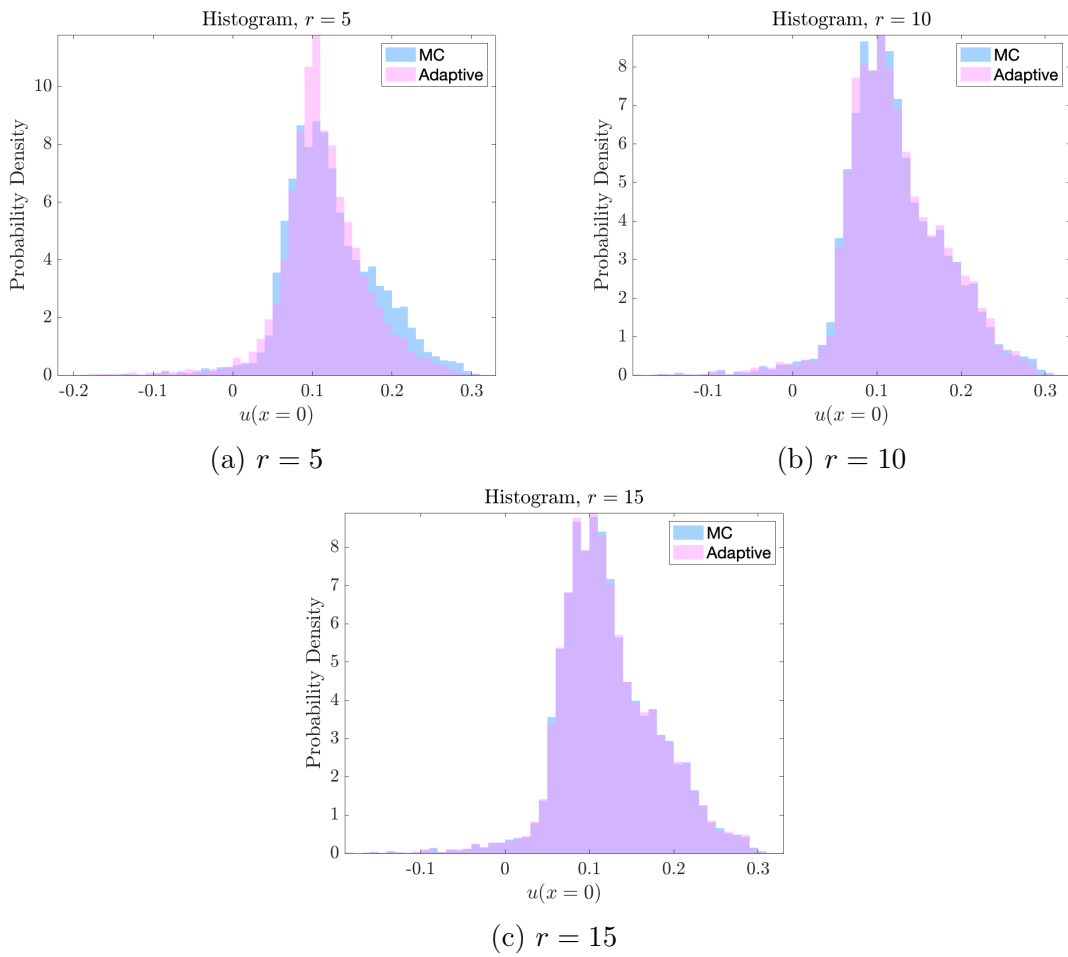 Histogram, r = 5
MC
Adaptive
Probability Density
10
8
6
4
2
0
-0.2 -0.1 0 0.1 0.2 0.3
u(x = 0)
(a) r = 5
Histogram, r = 10
MC
Adaptive
Probability Density
8
7
6
5
4
3
2
1
0
-0.1 0 0.1 0.2 0.3
u(x = 0)
(b) r = 10
Histogram, r = 15
MC
Adaptive
Probability Density
8
7
6
5
4
3
2
1
0
-0.1 0 0.1 0.2 0.3
u(x = 0)
(c) r = 15